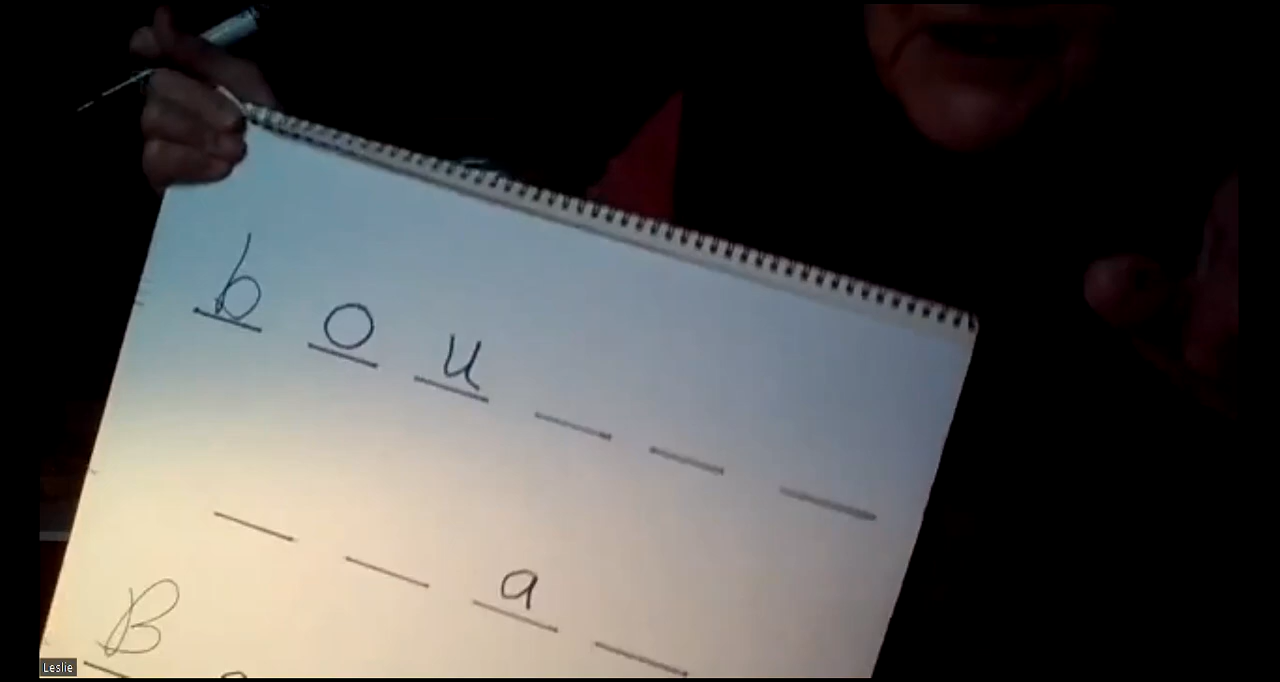 b o u _ _ _
_ _ a _
B
Leslie